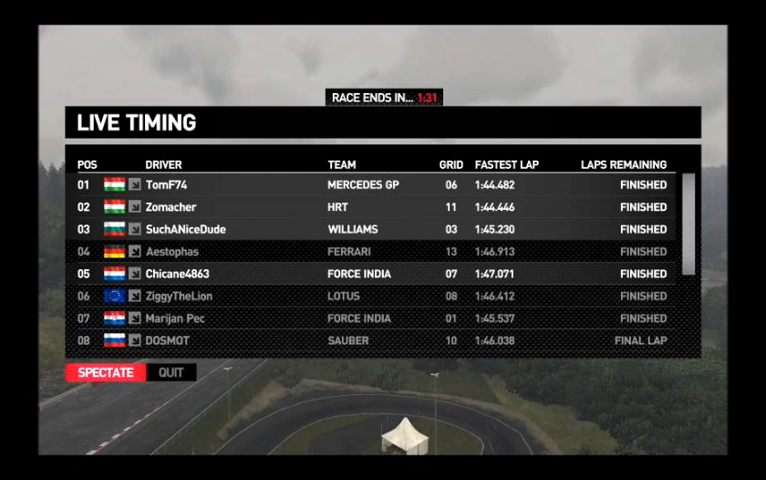 RACE ENDS IN... 1:31
LIVE TIMING
POS DRIVER TEAM GRID FASTEST LAP LAPS REMAINING
01 TomF74 MERCEDES GP 06 1:44.482 FINISHED
02 Zomacher HRT 11 1:44.446 FINISHED
03 SuchANiceDude WILLIAMS 03 1:45.230 FINISHED
04 Aestophas FERRARI 13 1:46.913 FINISHED
05 Chicane4863 FORCE INDIA 07 1:47.071 FINISHED
06 ZiggyTheLion LOTUS 08 1:46.412 FINISHED
07 Marijan Pec FORCE INDIA 01 1:45.537 FINISHED
08 DOSMOT SAUBER 10 1:46.038 FINAL LAP
SPECTATE QUIT